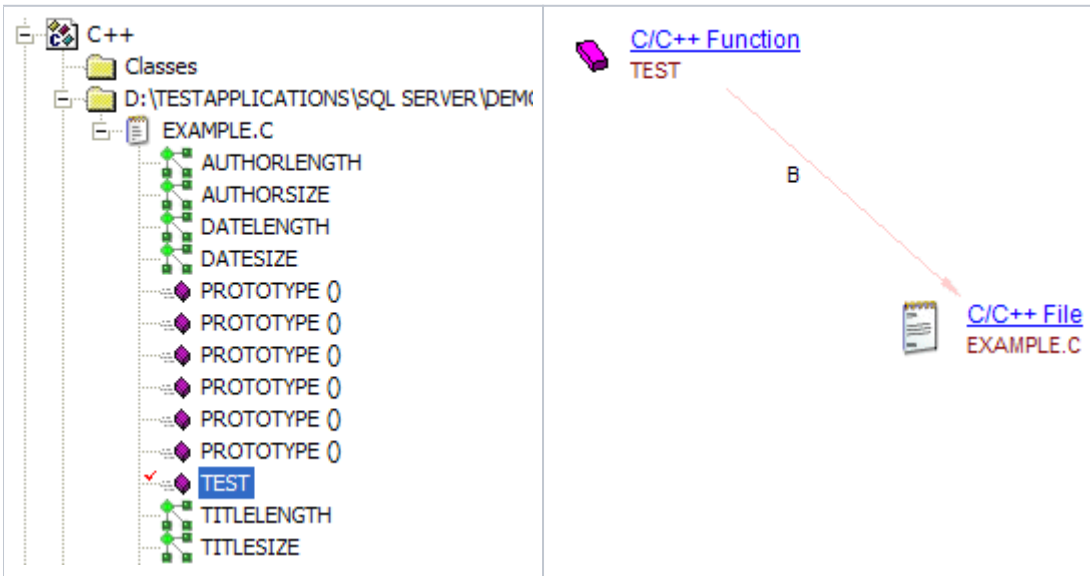 C++
Classes
D:\TESTAPPLICATIONS\SQL SERVER\DEM
EXAMPLE.C
AUTHORLENGTH
AUTHORSIZE
DATELENGTH
DATESIZE
PROTOTYPE ()
PROTOTYPE ()
PROTOTYPE ()
PROTOTYPE ()
PROTOTYPE ()
PROTOTYPE ()
TEST
TITLELENGTH
TITLESIZE
C/C++ Function
TEST
B
C/C++ File
EXAMPLE.C